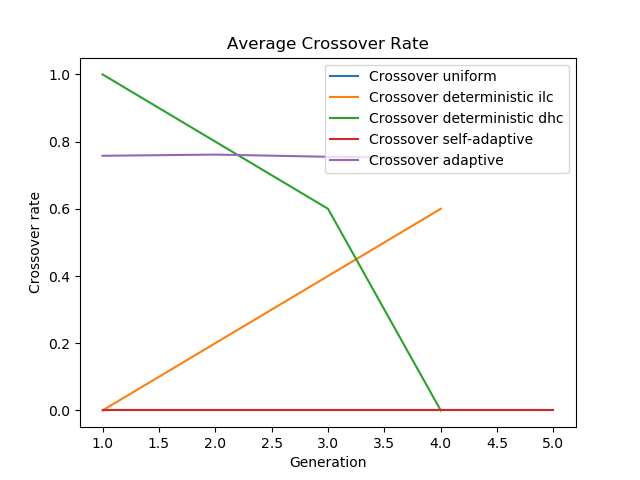 Average Crossover Rate
Crossover uniform
Crossover deterministic ilc
Crossover deterministic dhc
Crossover self-adaptive
Crossover adaptive
Crossover rate
1.0
0.8
0.6
0.4
0.2
0.0
1.0 1.5 2.0 2.5 3.0 3.5 4.0 4.5 5.0
Generation